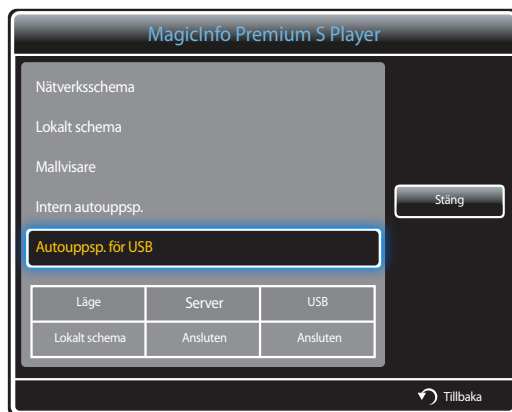 MagicInfo Premium S Player
Nätverksschema
Lokalt schema
Mallvisare
Intern autouppsp.
Stäng
Autouppsp. för USB
Läge Server USB
Lokalt schema Ansluten Ansluten
Tillbaka